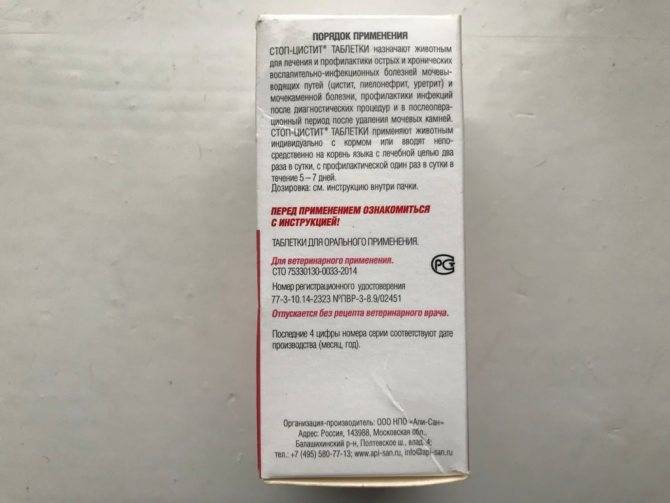 ПОРЯДОК ПРИМЕНЕНИЯ
СТОП-ЦИСТИТ® ТАБЛЕТКИ назначают животным
для лечения и профилактики острых и хронических
воспалительно-инфекционных болезней мочевы-
водящих путей (цистит, пиелонефрит, уретрит) и
мочекаменной болезни, профилактики инфекций
после диагностических процедур и в послеопера-
ционный период после удаления мочевых камней.
СТОП-ЦИСТИТ® ТАБЛЕТКИ применяют животным
индивидуально с кормом или вводят непо-
средственно на корень языка с лечебной целью два
раза в сутки, с профилактической один раз в сутки в
течение 5 – 7 дней.
Дозировка: см. инструкцию внутри пачки.
ПЕРЕД ПРИМЕНЕНИЕМ ОЗНАКОМИТЬСЯ
С ИНСТРУКЦИЕЙ!
ТАБЛЕТКИ ДЛЯ ОРАЛЬНОГО ПРИМЕНЕНИЯ.
Для ветеринарного применения.
СТО 75330130-0033-2014
РСТ
Номер регистрационного удостоверения
77-3-10.14-2323 №ПВР-3-8.9/02451
Отпускается без рецепта ветеринарного врача.
Последние 4 цифры номера серии соответствуют дате
производства (месяц, год).
Организация-производитель: ООО НПО «Апи-Сан»
Адрес: Россия, 143988, Московская обл.,
Балашихинский р-н, Полтевское ш., влад. 4;
тел.: +7 (495) 580-77-13; www.api-san.ru, info@api-san.ru